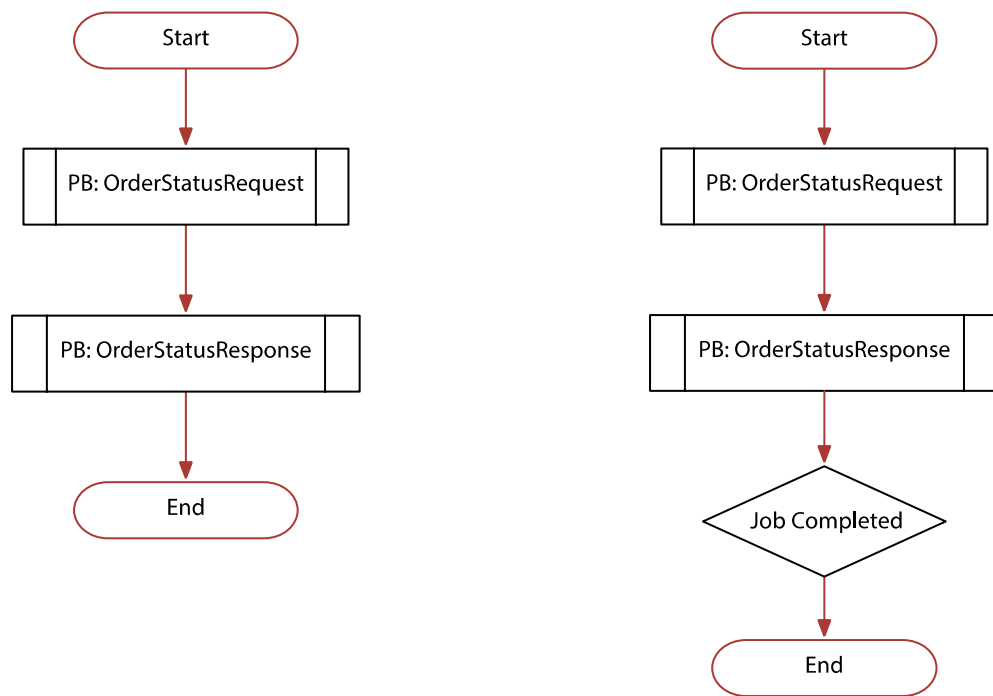 Start
PB: OrderStatusRequest
PB: OrderStatusResponse
End
Start
PB: OrderStatusRequest
PB: OrderStatusResponse
Job Completed
End